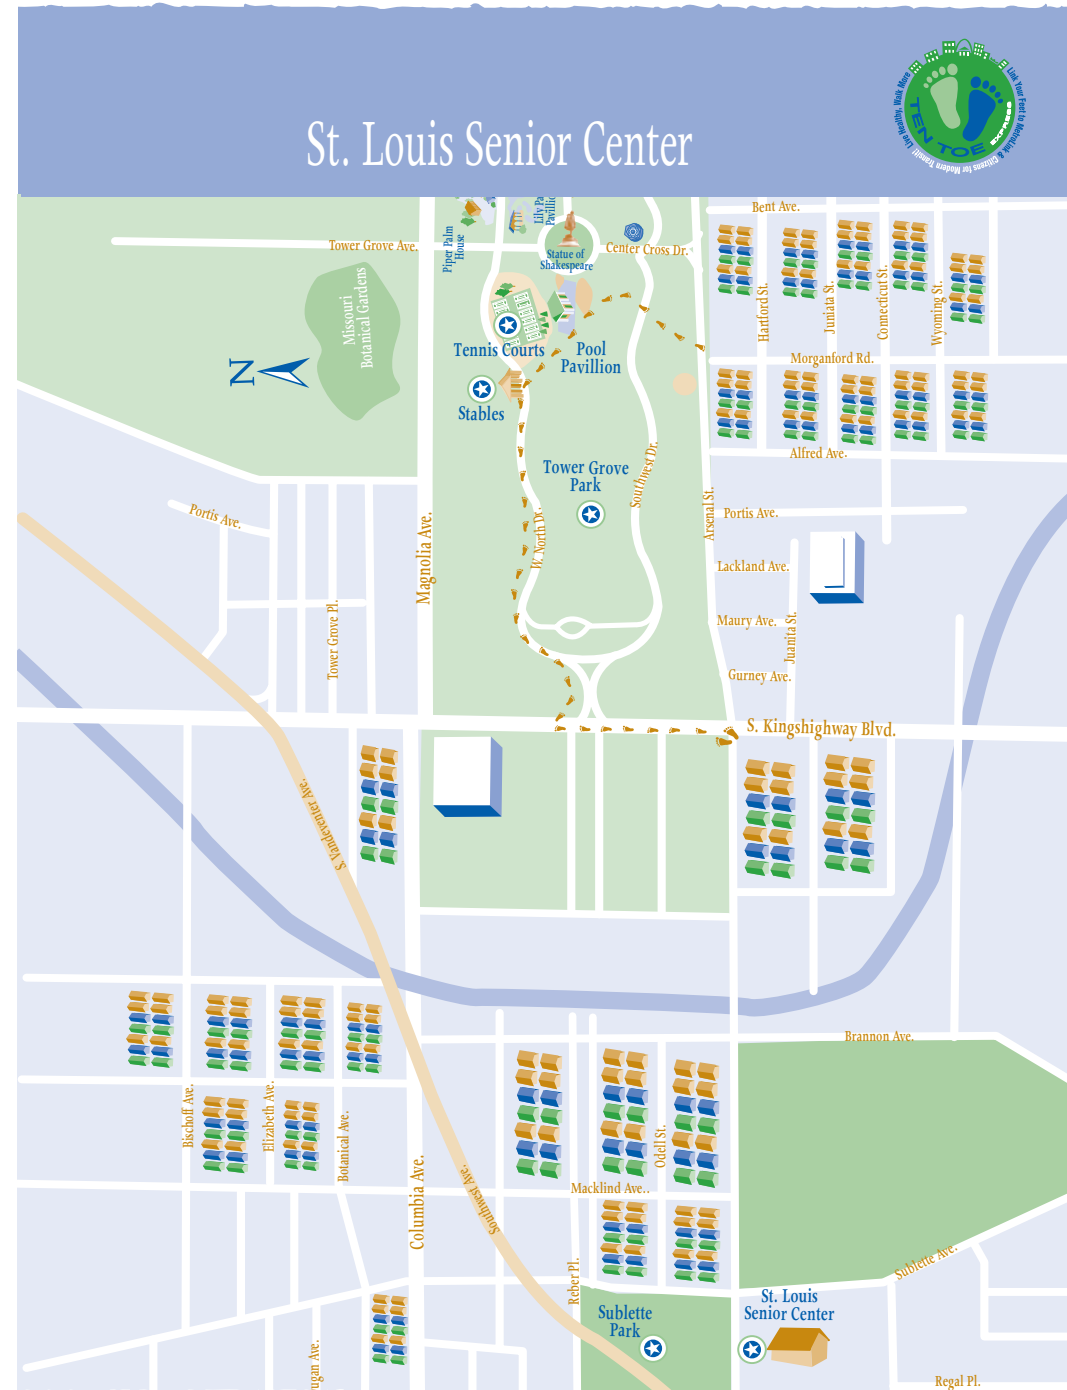 St. Louis Senior Center
Live Healthy, Walk More
Link Your Feet to MetroLink &
Citizens for Modern Transit!
TEN TOE
EXPRESS
Bent Ave.
Tower Grove Ave.
Piper Palm
House
Statue of
Shakespeare
Center Cross Dr.
Missouri
Botanical Gardens
N
Tennis Courts
Pool
Pavillion
Stables
Hartford St.
Juniata St.
Connecticut St.
Wyoming St.
Morganford Rd.
Alfred Ave.
Tower Grove
Park
Southwest Dr.
W. North Dr.
Arsenal St.
Portis Ave.
Portis Ave.
Magnolia Ave.
Lackland Ave.
Tower Grove Pl.
Maury Ave.
Juanita St.
Gurney Ave.
S. Kingshighway Blvd.
S. Vandeventer Ave.
Brannon Ave.
Bischoff Ave.
Elizabeth Ave.
Botanical Ave.
Columbia Ave.
Southwest Ave.
Odell St.
Macklind Ave..
Reber Pl.
Sublette Ave.
Sublette
Park
St. Louis
Senior Center
Regal Pl.